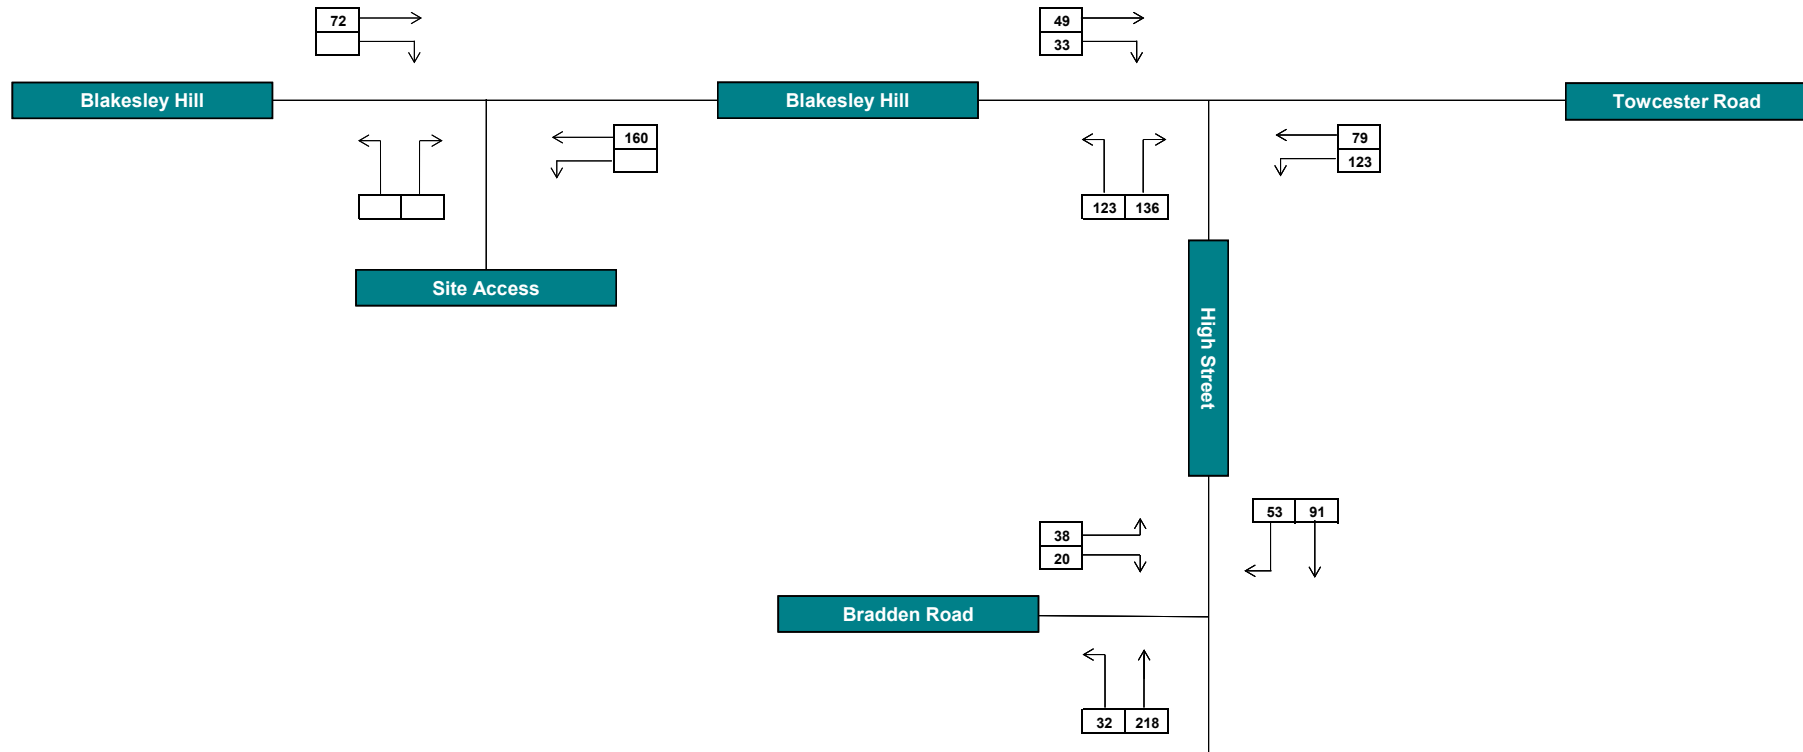 72
49
33
Blakesley Hill
Blakesley Hill
Towcester Road
160
79
123
123 136
Site Access
High Street
53 91
38
20
Bradden Road
32 218